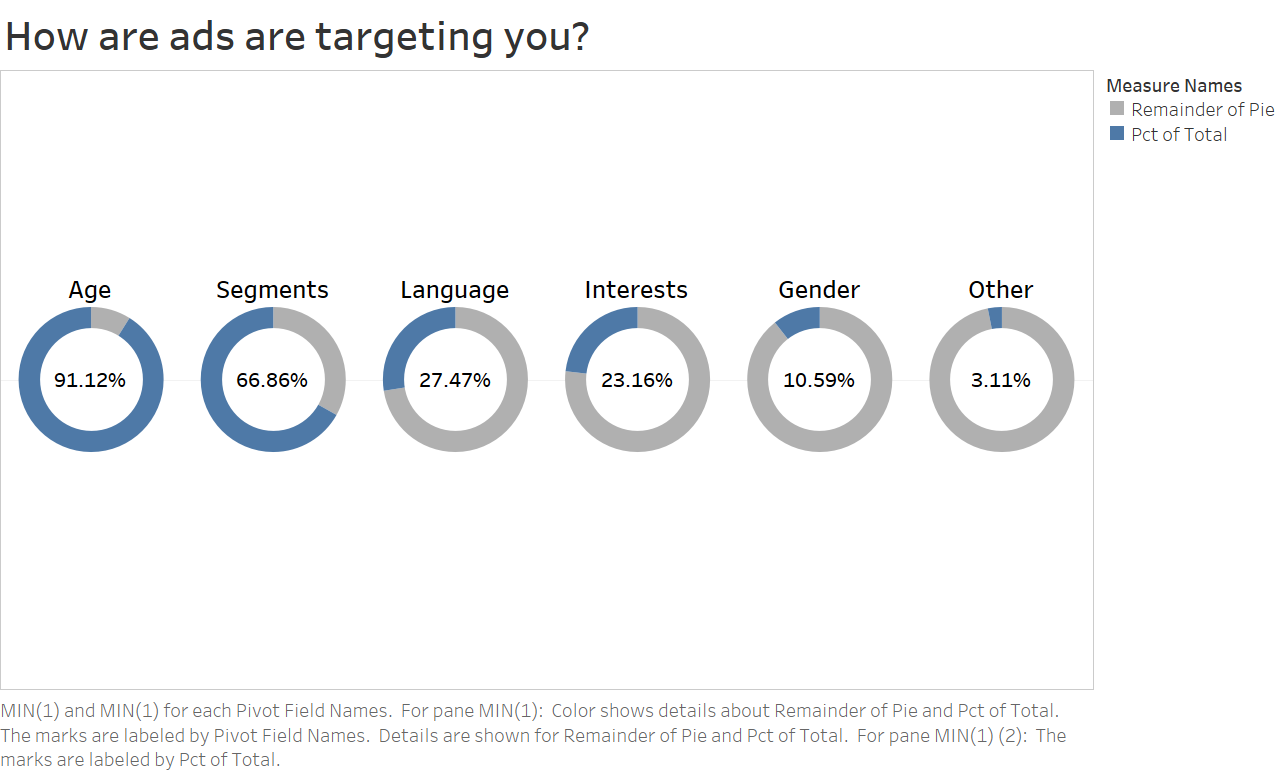 How are ads are targeting you?
Measure Names
Remainder of Pie
Pct of Total
Age Segments Language Interests Gender Other
91.12% 66.86% 27.47% 23.16% 10.59% 3.11%
MIN(1) and MIN(1) for each Pivot Field Names.  For pane MIN(1):  Color shows details about Remainder of Pie and Pct of Total.
The marks are labeled by Pivot Field Names.  Details are shown for Remainder of Pie and Pct of Total.  For pane MIN(1) (2):  The
marks are labeled by Pct of Total.